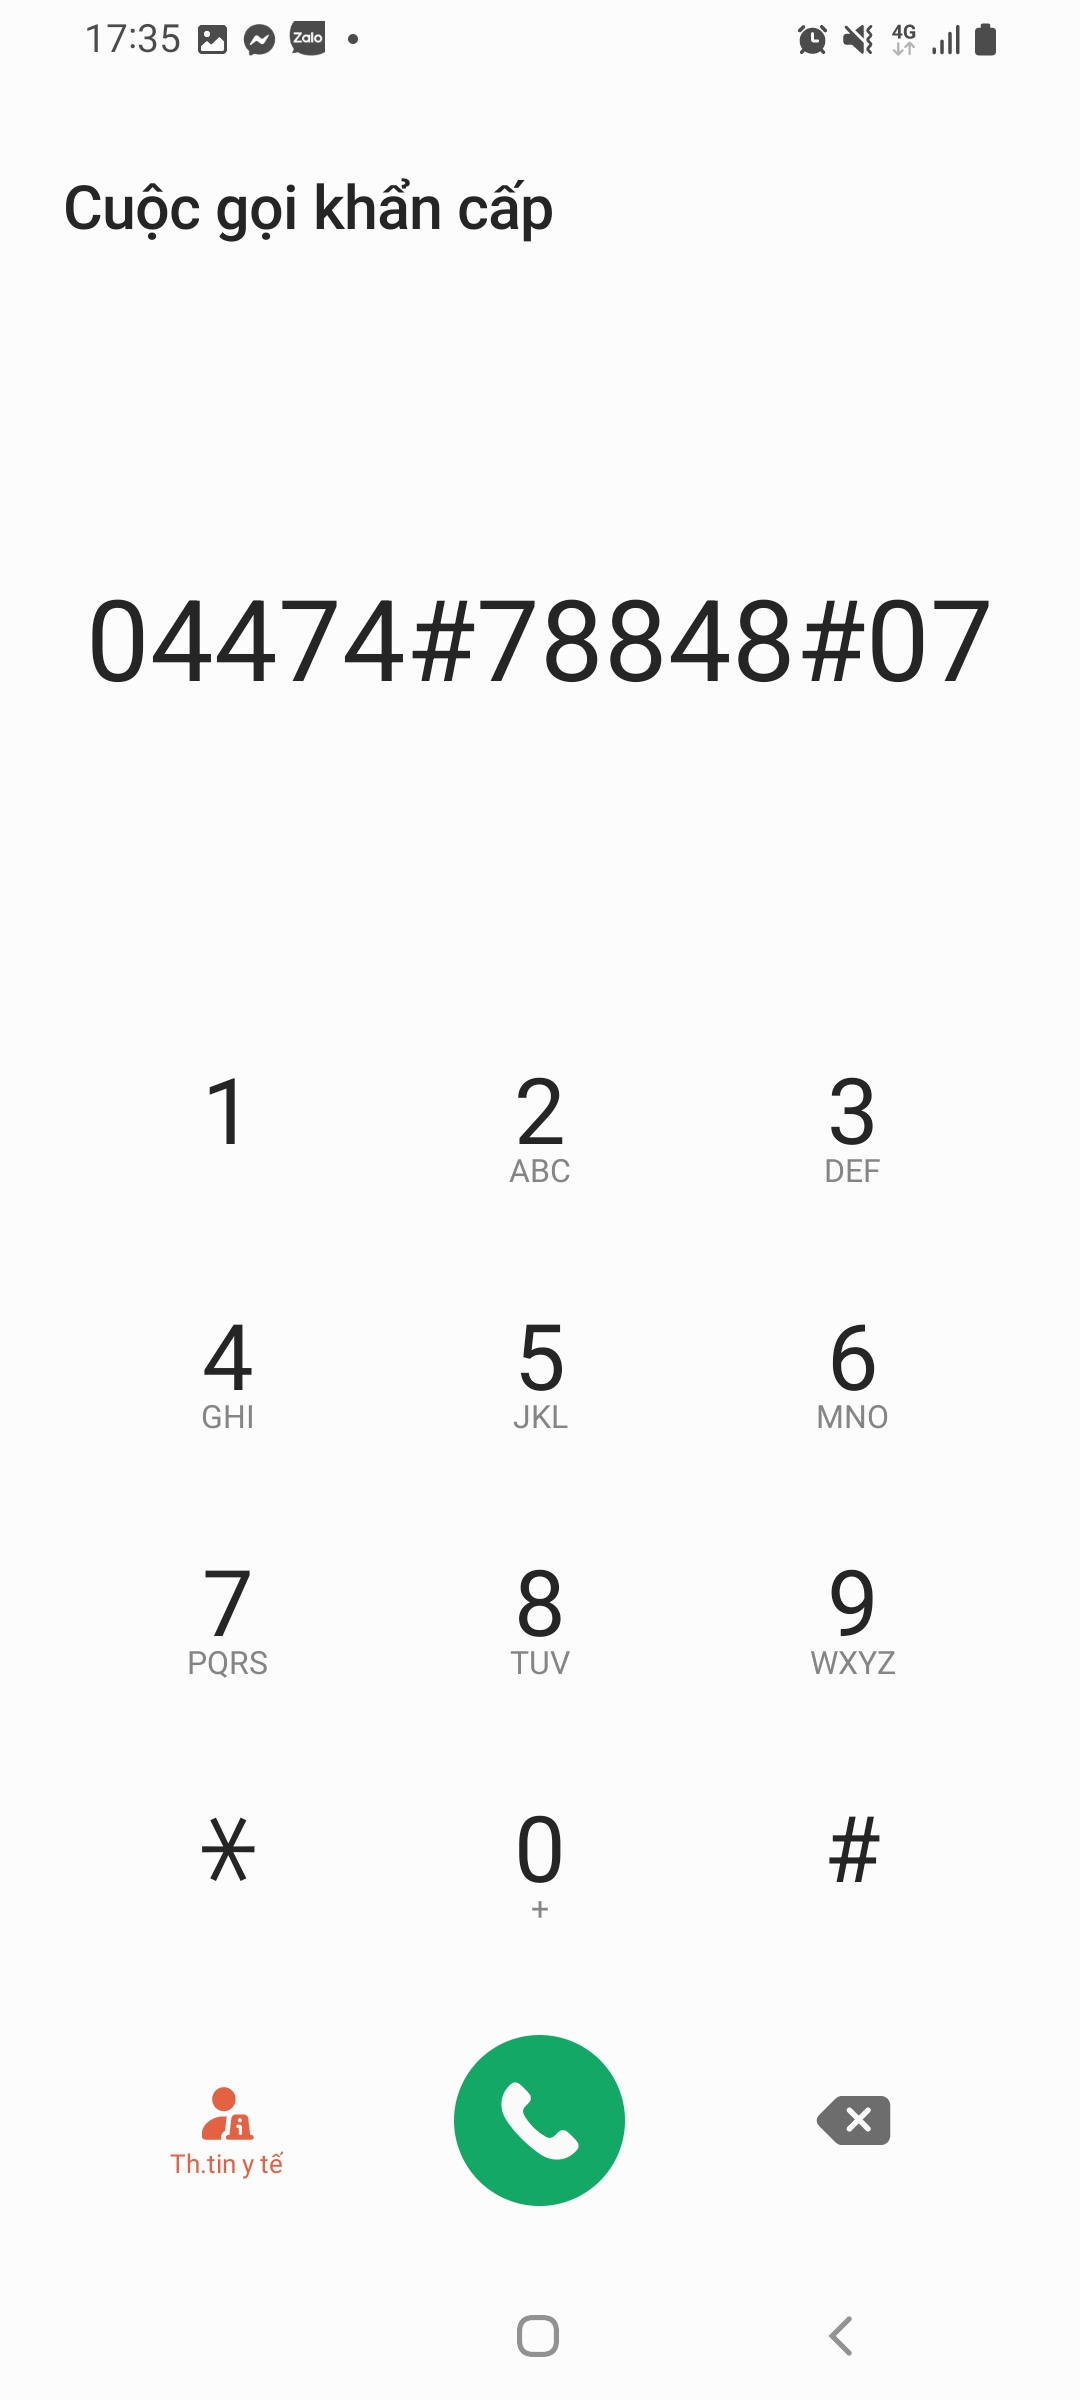 17:35 Zalo 4G
Cuộc gọi khẩn cấp
04474#78848#07
1 2 3
ABC DEF
4 5 6
GHI JKL MNO
7 8 9
PQRS TUV WXYZ
* 0 #
+
Th.tin y tế